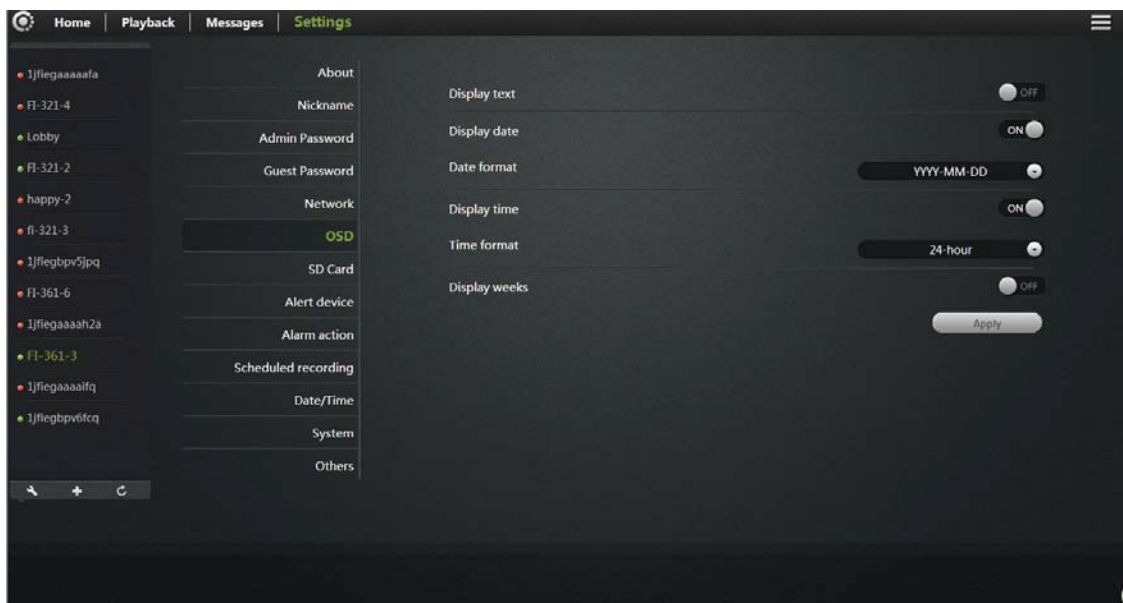 Home | Playback | Messages | Settings
1jfiegaaaaafa
FI-321-4
Lobby
FI-321-2
happy-2
fi-321-3
1jfiegbpv5jpq
FI-361-6
1jfiegaaaah2a
FI-361-3
1jfiegaaaaifq
1jfiegbpv6fcq
About
Nickname
Admin Password
Guest Password
Network
OSD
SD Card
Alert device
Alarm action
Scheduled recording
Date/Time
System
Others
Display text OFF
Display date ON
Date format YYYY-MM-DD
Display time ON
Time format 24-hour
Display weeks OFF
Apply